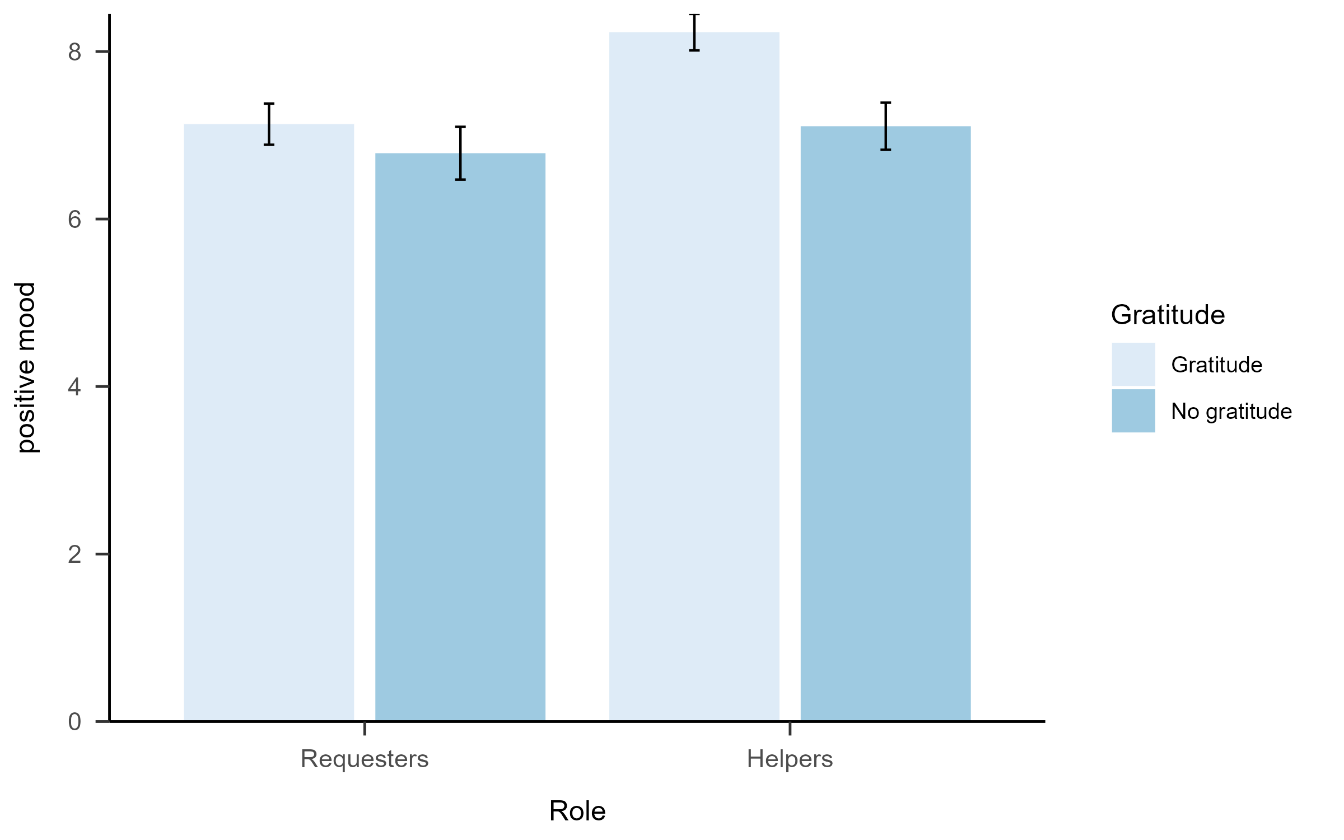 8
6
4
2
0
positive mood
Requesters
Helpers
Role
Gratitude
Gratitude
No gratitude